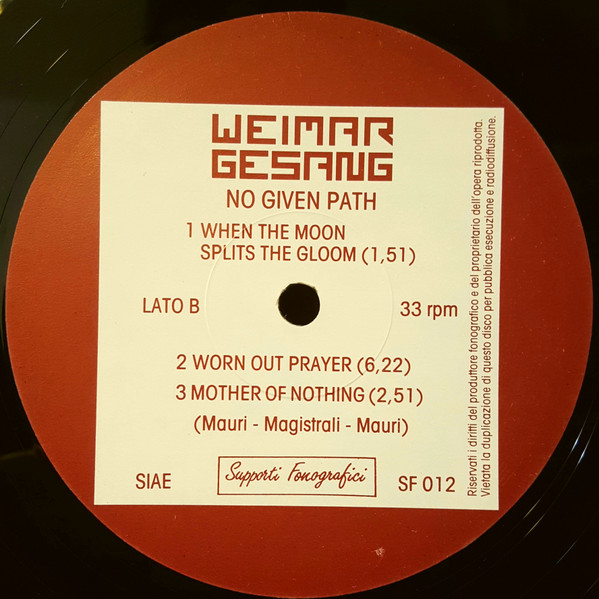 WEIMAR
GESANG
NO GIVEN PATH
1 WHEN THE MOON
SPLITS THE GLOOM (1,51)
LATO B
33 rpm
2 WORN OUT PRAYER (6,22)
3 MOTHER OF NOTHING (2,51)
(Mauri - Magistrali - Mauri)
SIAE
Supporti Fonografici
SF 012
Riservati i diritti del produttore fonografico e del proprietario dell'opera riprodotta.
Vietata la duplicazione di questo disco per pubblica esecuzione e radiodiffusione.